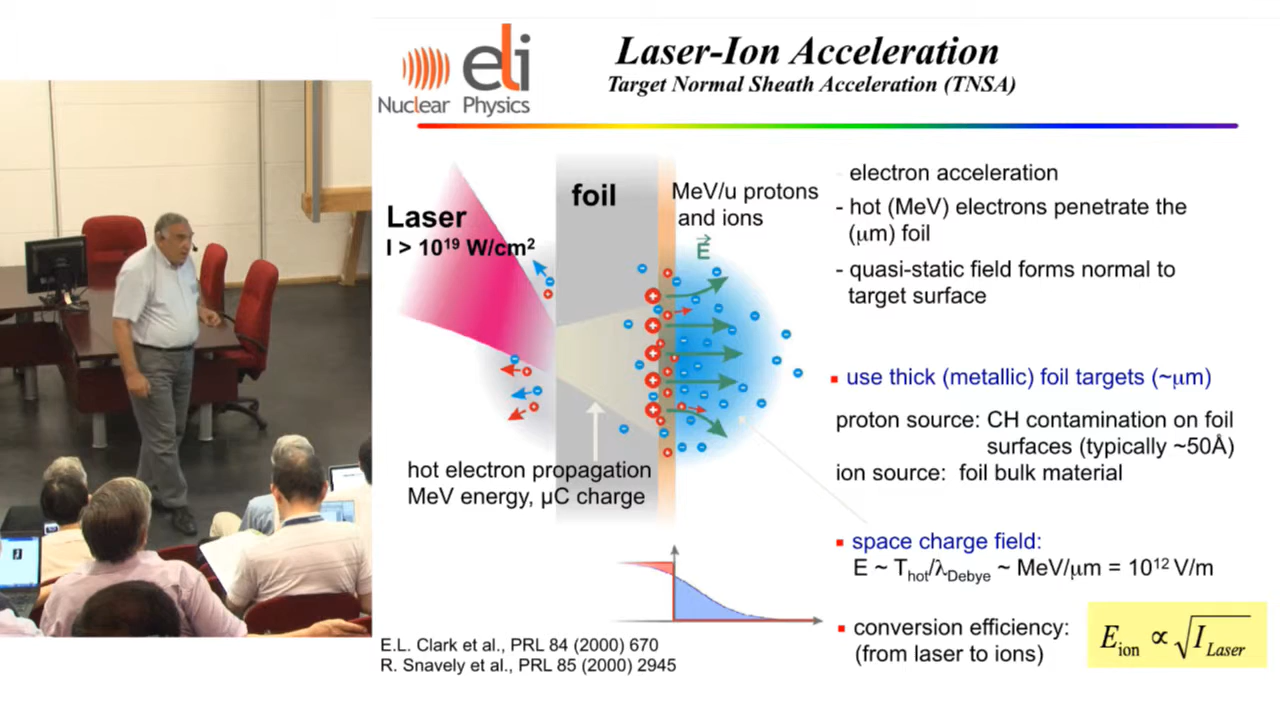 eli
Nuclear Physics
Laser-Ion Acceleration
Target Normal Sheath Acceleration (TNSA)
Laser
I > 10¹⁹ W/cm²
foil
MeV/u protons
and ions
E⃗
hot electron propagation
MeV energy, µC charge
electron acceleration
- hot (MeV) electrons penetrate the
(µm) foil
- quasi-static field forms normal to
target surface
▪ use thick (metallic) foil targets (~µm)
proton source: CH contamination on foil
surfaces (typically ~50Å)
ion source: foil bulk material
▪ space charge field:
E ~ T_hot/λ_Debye ~ MeV/µm = 10¹² V/m
▪ conversion efficiency:
(from laser to ions)
E_ion ∝ √I_Laser
E.L. Clark et al., PRL 84 (2000) 670
R. Snavely et al., PRL 85 (2000) 2945